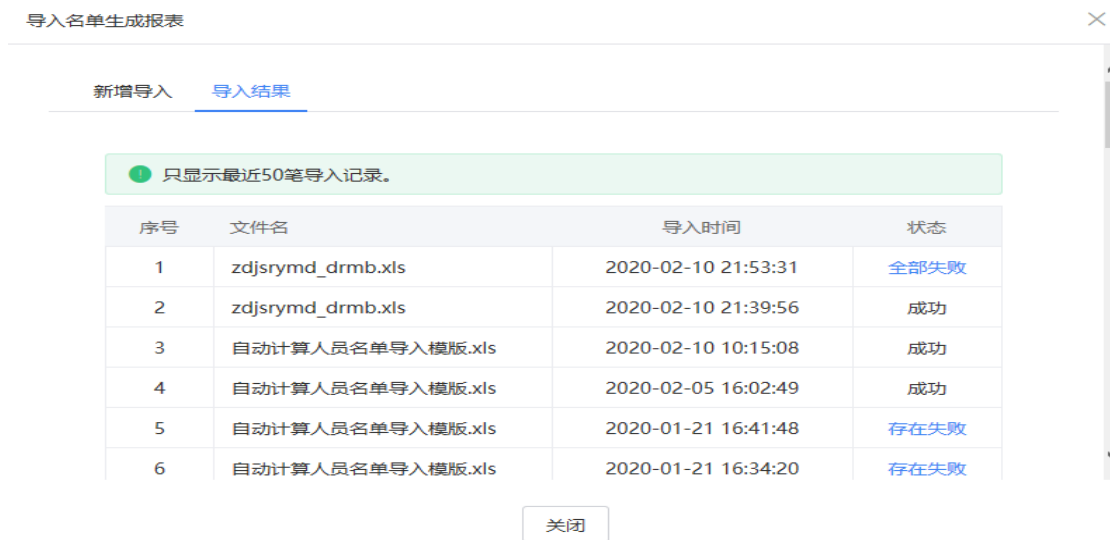 导入名单生成报表
新增导入 导入结果
只显示最近50笔导入记录。
序号 文件名 导入时间 状态
1 zdjsrymd_drmb.xls 2020-02-10 21:53:31 全部失败
2 zdjsrymd_drmb.xls 2020-02-10 21:39:56 成功
3 自动计算人员名单导入模版.xls 2020-02-10 10:15:08 成功
4 自动计算人员名单导入模版.xls 2020-02-05 16:02:49 成功
5 自动计算人员名单导入模版.xls 2020-01-21 16:41:48 存在失败
6 自动计算人员名单导入模版.xls 2020-01-21 16:34:20 存在失败
关闭